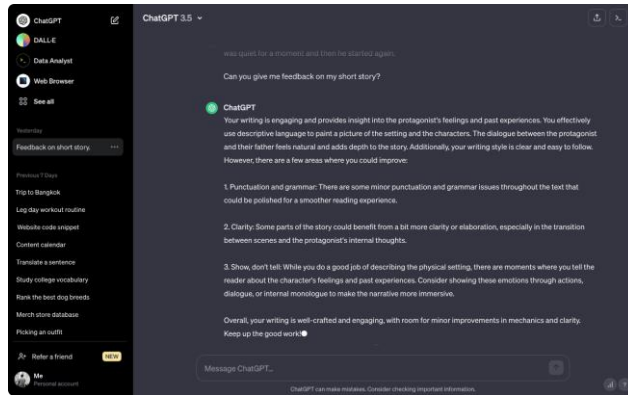 ChatGPT
DALL·E
Data Analyst
Web Browser
See all
Yesterday
Feedback on short story.
Previous 7 Days
Trip to Bangkok
Leg day workout routine
Website code snippet
Content calendar
Translate a sentence
Study college vocabulary
Rank the best dog breeds
Merch store database
Picking an outfit
Refer a friend NEW
Me
Personal account
ChatGPT 3.5
was quiet for a moment and then he started again.
Can you give me feedback on my short story?
ChatGPT
Your writing is engaging and provides insight into the protagonist's feelings and past experiences. You effectively
use descriptive language to paint a picture of the setting and the characters. The dialogue between the protagonist
and their father feels natural and adds depth to the story. Additionally, your writing style is clear and easy to follow.
However, there are a few areas where you could improve:
1. Punctuation and grammar: There are some minor punctuation and grammar issues throughout the text that
could be polished for a smoother reading experience.
2. Clarity: Some parts of the story could benefit from a bit more clarity or elaboration, especially in the transition
between scenes and the protagonist's internal thoughts.
3. Show, don't tell: While you do a good job of describing the physical setting, there are moments where you tell the
reader about the character's feelings and past experiences. Consider showing these emotions through actions,
dialogue, or internal monologue to make the narrative more immersive.
Overall, your writing is well-crafted and engaging, with room for minor improvements in mechanics and clarity.
Keep up the good work!
Message ChatGPT...
ChatGPT can make mistakes. Consider checking important information.